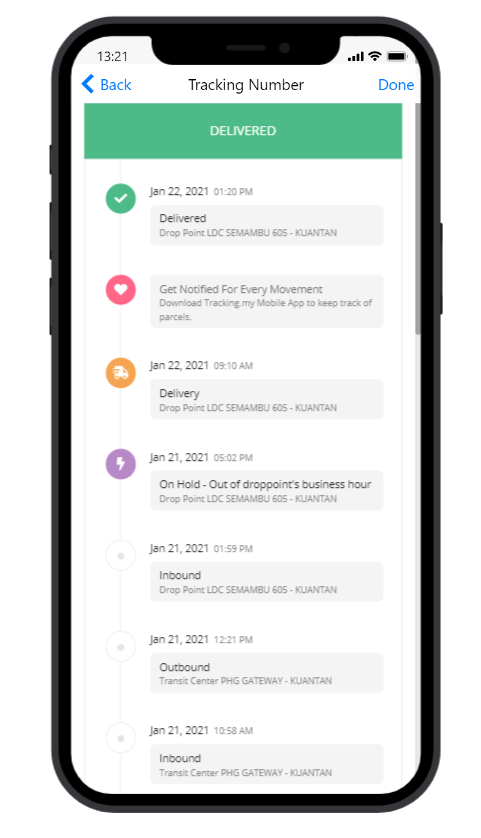 13:21
Back Tracking Number Done
DELIVERED
Jan 22, 2021 01:20 PM
Delivered
Drop Point LDC SEMAMBU 605 - KUANTAN
Get Notified For Every Movement
Download Tracking.my Mobile App to keep track of
parcels.
Jan 22, 2021 09:10 AM
Delivery
Drop Point LDC SEMAMBU 605 - KUANTAN
Jan 21, 2021 05:02 PM
On Hold - Out of droppoint's business hour
Drop Point LDC SEMAMBU 605 - KUANTAN
Jan 21, 2021 01:59 PM
Inbound
Drop Point LDC SEMAMBU 605 - KUANTAN
Jan 21, 2021 12:21 PM
Outbound
Transit Center PHG GATEWAY - KUANTAN
Jan 21, 2021 10:58 AM
Inbound
Transit Center PHG GATEWAY - KUANTAN